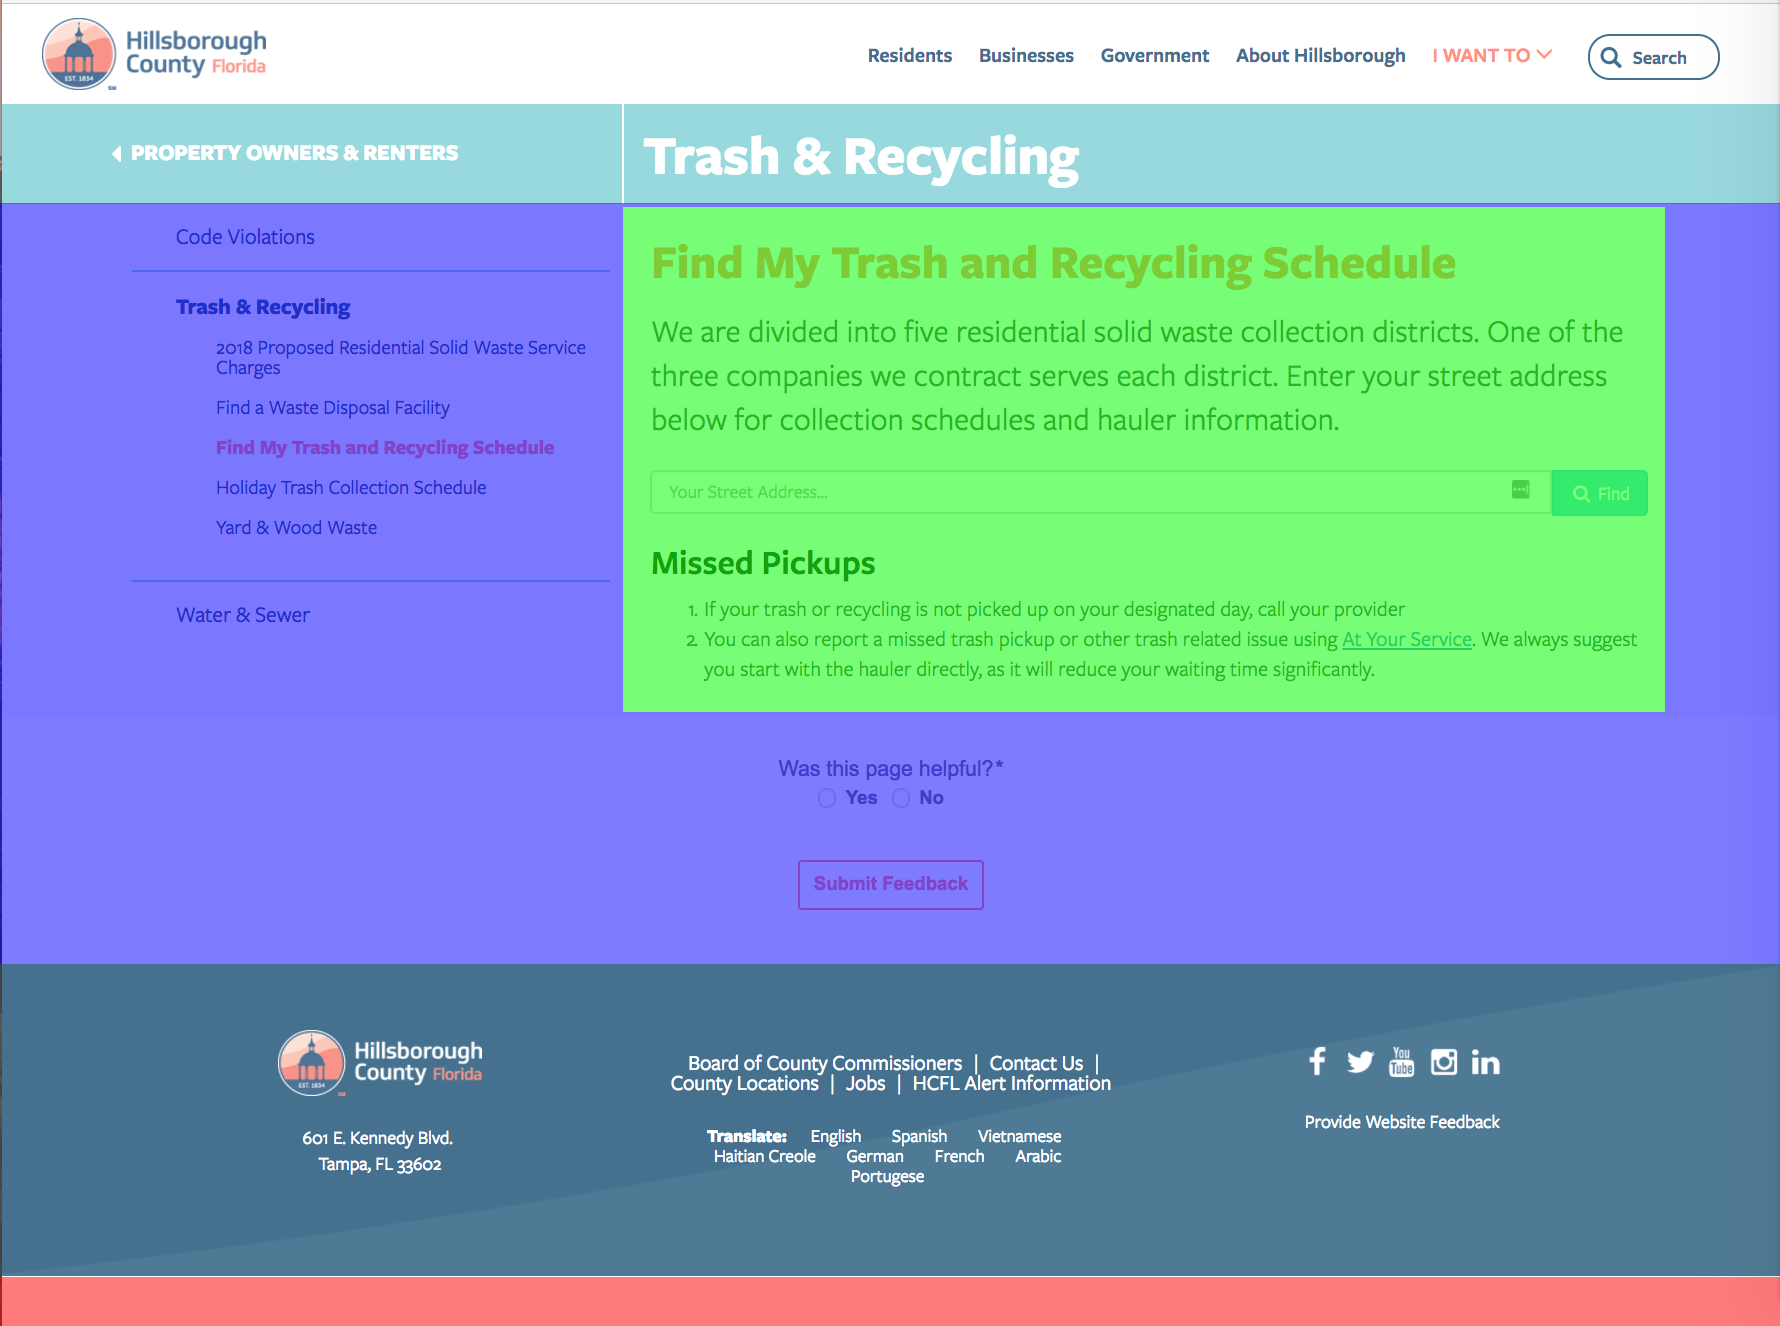 Hillsborough
County Florida
EST. 1834
SM
Residents Businesses Government About Hillsborough I WANT TO Search
PROPERTY OWNERS & RENTERS
Trash & Recycling
Code Violations
Trash & Recycling
2018 Proposed Residential Solid Waste Service
Charges
Find a Waste Disposal Facility
Find My Trash and Recycling Schedule
Holiday Trash Collection Schedule
Yard & Wood Waste
Water & Sewer
Find My Trash and Recycling Schedule
We are divided into five residential solid waste collection districts. One of the
three companies we contract serves each district. Enter your street address
below for collection schedules and hauler information.
Your Street Address... Find
Missed Pickups
1. If your trash or recycling is not picked up on your designated day, call your provider
2. You can also report a missed trash pickup or other trash related issue using At Your Service. We always suggest
you start with the hauler directly, as it will reduce your waiting time significantly.
Was this page helpful?*
Yes No
Submit Feedback
Hillsborough
County Florida
EST. 1834
SM
601 E. Kennedy Blvd.
Tampa, FL 33602
Board of County Commissioners | Contact Us |
County Locations | Jobs | HCFL Alert Information
Translate: English Spanish Vietnamese
Haitian Creole German French Arabic
Portugese
You
Tube
in
Provide Website Feedback